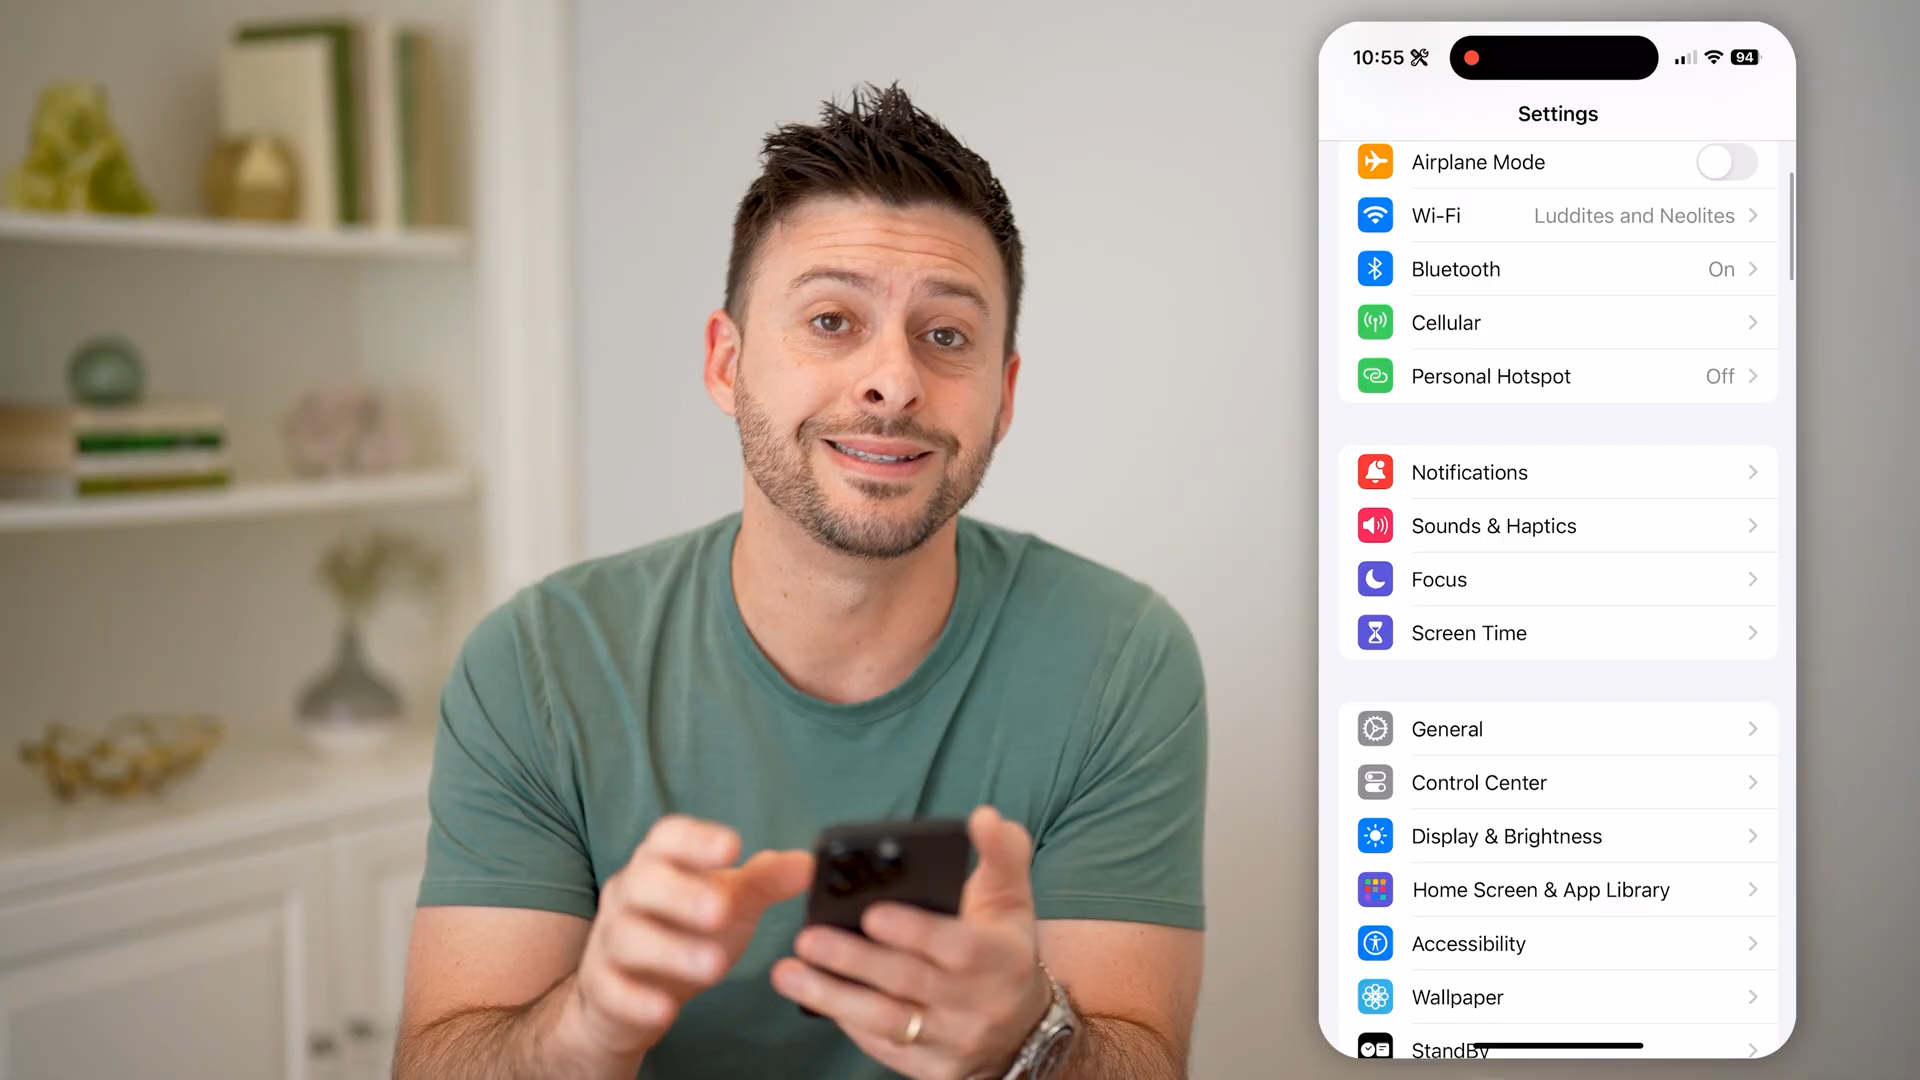 10:55
94
Settings
Airplane Mode
Wi-Fi Luddites and Neolites
Bluetooth On
Cellular
Personal Hotspot Off
Notifications
Sounds & Haptics
Focus
Screen Time
General
Control Center
Display & Brightness
Home Screen & App Library
Accessibility
Wallpaper
StandBy